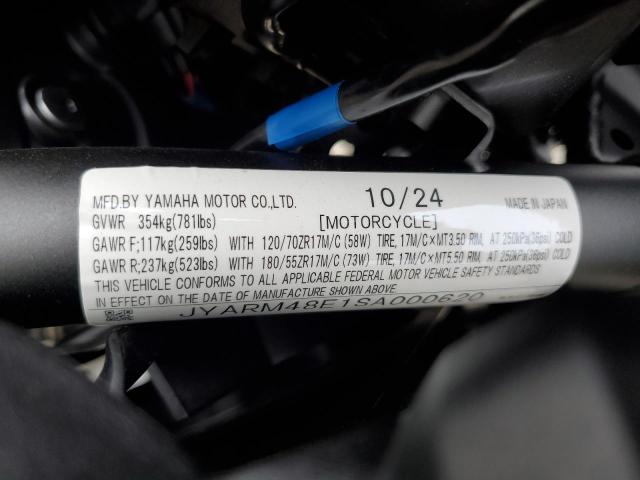 MFD.BY YAMAHA MOTOR CO.,LTD. 10/24 MADE IN JAPAN
GVWR 354kg(781lbs) [MOTORCYCLE]
GAWR F;117kg(259lbs) WITH 120/70ZR17M/C (58W) TIRE, 17M/C×MT3.50 RIM, AT 250kPa(36psi) COLD
GAWR R;237kg(523lbs) WITH 180/55ZR17M/C (73W) TIRE, 17M/C×MT5.50 RIM, AT 250kPa(36psi) COLD
THIS VEHICLE CONFORMS TO ALL APPLICABLE FEDERAL MOTOR VEHICLE SAFETY STANDARDS
IN EFFECT ON THE DATE OF MANUFACTURE SHOWN ABOVE
JYARM48E1SA000620